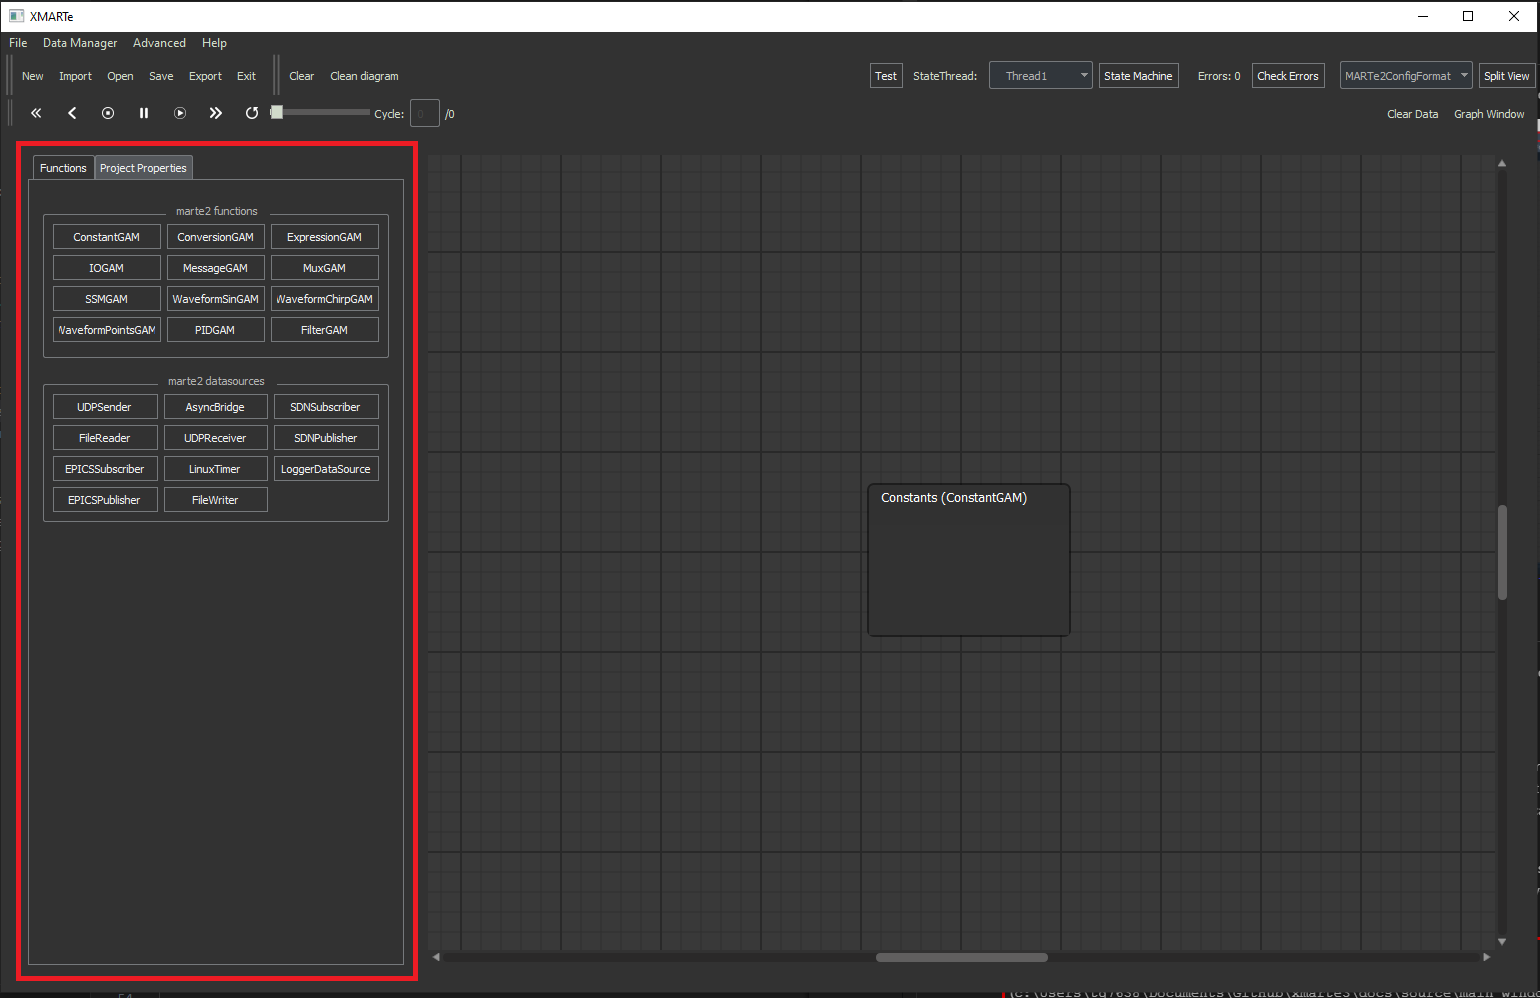 XMARTe
File Data Manager Advanced Help
New Import Open Save Export Exit Clear Clean diagram Test StateThread: Thread1 State Machine Errors: 0 Check Errors MARTe2ConfigFormat Split View
Cycle: 0 /0 Clear Data Graph Window
Functions Project Properties
marte2 functions
ConstantGAM ConversionGAM ExpressionGAM
IOGAM MessageGAM MuxGAM
SSMGAM WaveformSinGAM WaveformChirpGAM
WaveformPointsGAM PIDGAM FilterGAM
marte2 datasources
UDPSender AsyncBridge SDNSubscriber
FileReader UDPReceiver SDNPublisher
EPICSSubscriber LinuxTimer LoggerDataSource
EPICSPublisher FileWriter
Constants (ConstantGAM)